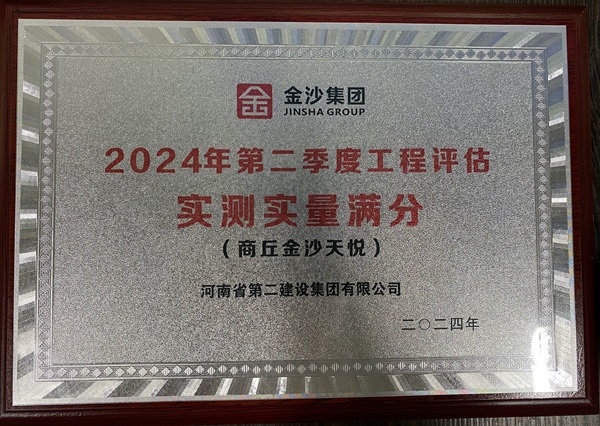 金沙集团
JINSHA GROUP
2024年第二季度工程评估
实测实量满分
（商丘金沙天悦）
河南省第二建设集团有限公司
二〇二四年